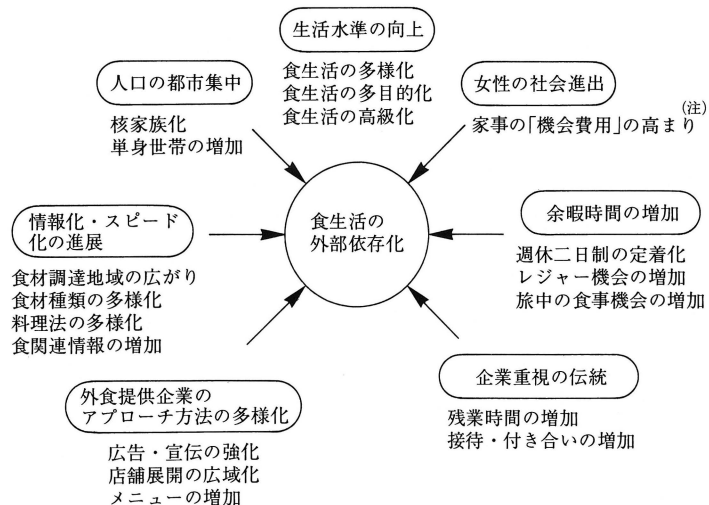 生活水準の向上
食生活の多様化
食生活の多目的化
食生活の高級化
人口の都市集中
核家族化
単身世帯の増加
女性の社会進出
(注)
家事の「機会費用」の高まり
情報化・スピード
化の進展
食材調達地域の広がり
食材種類の多様化
料理法の多様化
食関連情報の増加
食生活の
外部依存化
余暇時間の増加
週休二日制の定着化
レジャー機会の増加
旅中の食事機会の増加
外食提供企業の
アプローチ方法の多様化
広告・宣伝の強化
店舗展開の広域化
メニューの増加
企業重視の伝統
残業時間の増加
接待・付き合いの増加